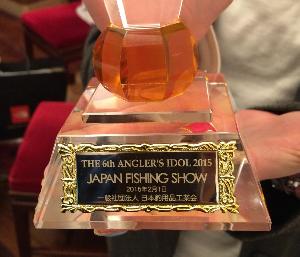 THE 6th ANGLER'S IDOL 2015
JAPAN FISHING SHOW
2015年2月1日
一般社団法人 日本釣用品工業会